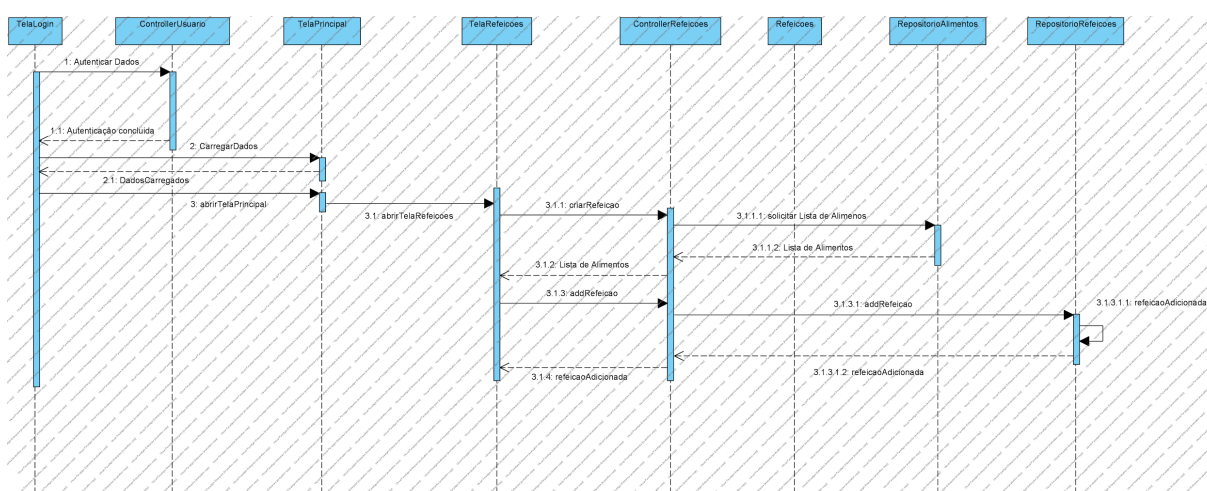 TelaLogin
ControllerUsuario
TelaPrincipal
TelaRefeicoes
ControllerRefeicoes
Refeicoes
RepositorioAlimentos
RepositorioRefeicoes
1: Autenticar Dados
1.1: Autenticação concluida
2: CarregarDados
2.1: DadosCarregados
3: abrirTelaPrincipal
3.1: abrirTelaRefeicoes
3.1.1: criarRefeicao
3.1.1.1: solicitar Lista de Alimenos
3.1.1.2: Lista de Alimentos
3.1.2: Lista de Alimentos
3.1.3: addRefeicao
3.1.3.1: addRefeicao
3.1.3.1.1: refeicaoAdicionada
3.1.3.1.2: refeicaoAdicionada
3.1.4: refeicaoAdicionada